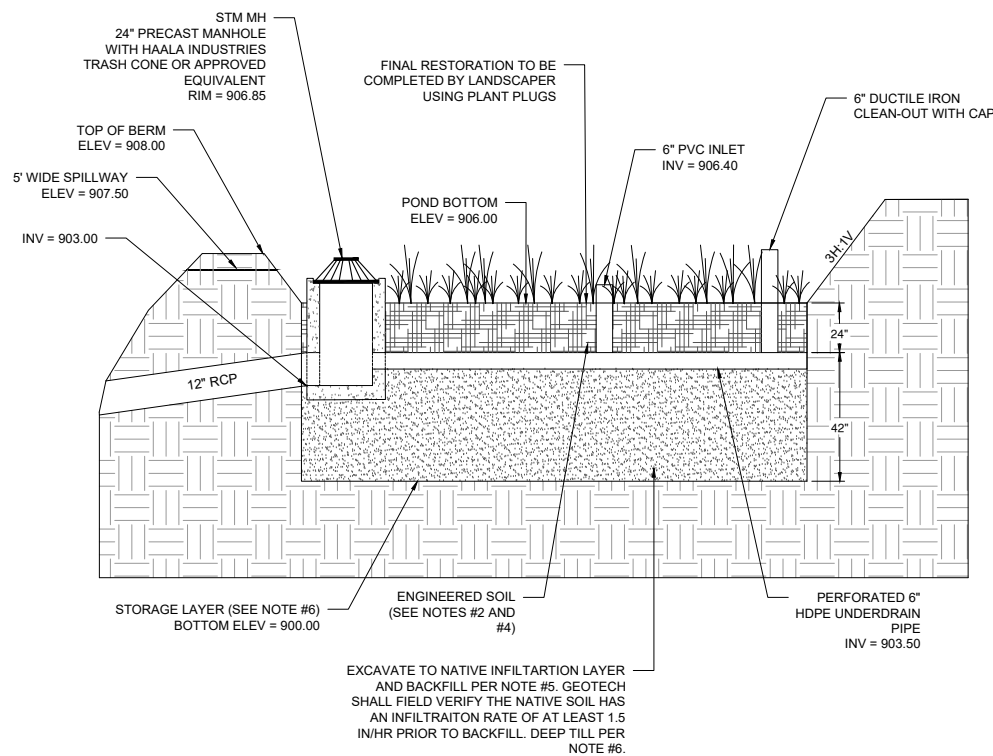 STM MH
24" PRECAST MANHOLE
WITH HAALA INDUSTRIES
TRASH CONE OR APPROVED
EQUIVALENT
RIM = 906.85
FINAL RESTORATION TO BE
COMPLETED BY LANDSCAPER
USING PLANT PLUGS
6" DUCTILE IRON
CLEAN-OUT WITH CAP
TOP OF BERM
ELEV = 908.00
6" PVC INLET
INV = 906.40
5' WIDE SPILLWAY
ELEV = 907.50
POND BOTTOM
ELEV = 906.00
INV = 903.00
3H:1V
24"
12" RCP
42"
STORAGE LAYER (SEE NOTE #6)
BOTTOM ELEV = 900.00
ENGINEERED SOIL
(SEE NOTES #2 AND
#4)
PERFORATED 6"
HDPE UNDERDRAIN
PIPE
INV = 903.50
EXCAVATE TO NATIVE INFILTARTION LAYER
AND BACKFILL PER NOTE #5. GEOTECH
SHALL FIELD VERIFY THE NATIVE SOIL HAS
AN INFILTRAITON RATE OF AT LEAST 1.5
IN/HR PRIOR TO BACKFILL. DEEP TILL PER
NOTE #6.